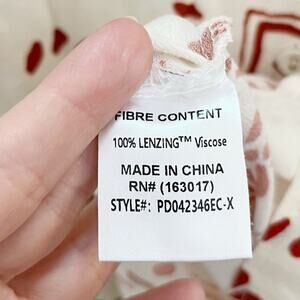 FIBRE CONTENT
100% LENZING™ Viscose
MADE IN CHINA
RN# (163017)
STYLE#: PD042346EC-X